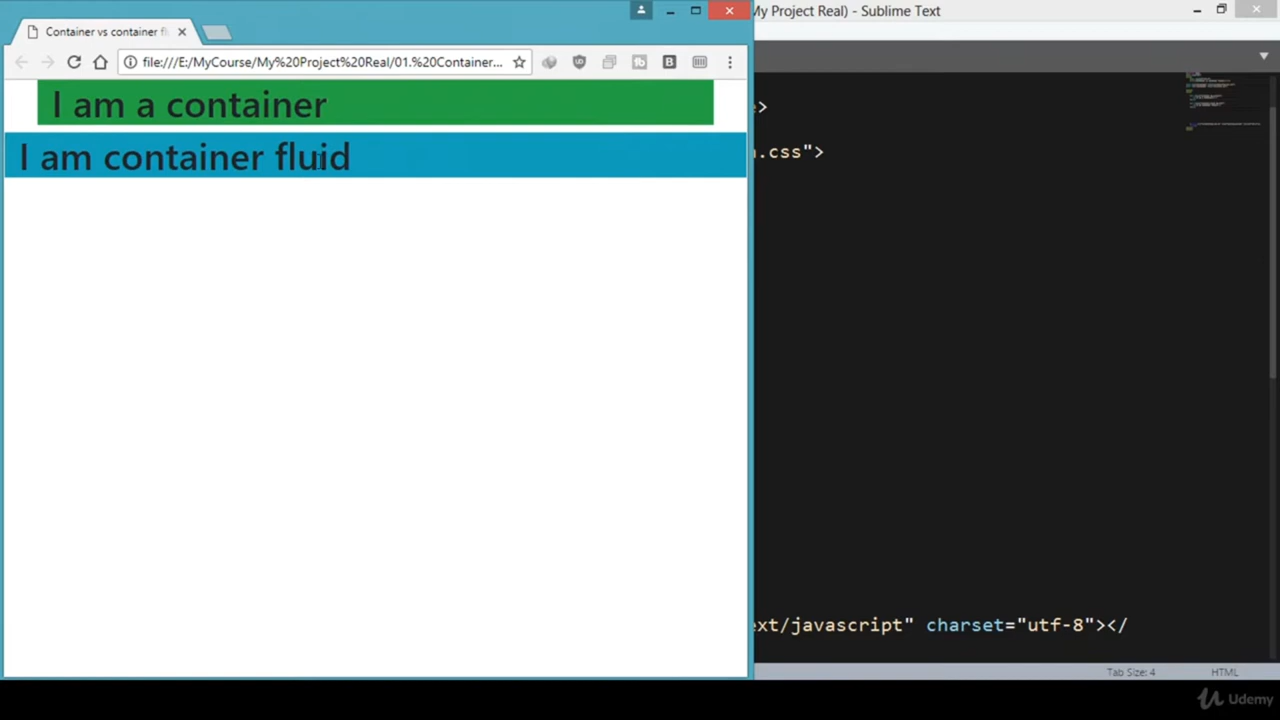 Container vs container fl
My Project Real) - Sublime Text
file:///E:/MyCourse/My%20Project%20Real/01.%20Container...
I am a container
I am container fluid
>
.css">
ext/javascript" charset="utf-8"></
Tab Size: 4
HTML
Udemy